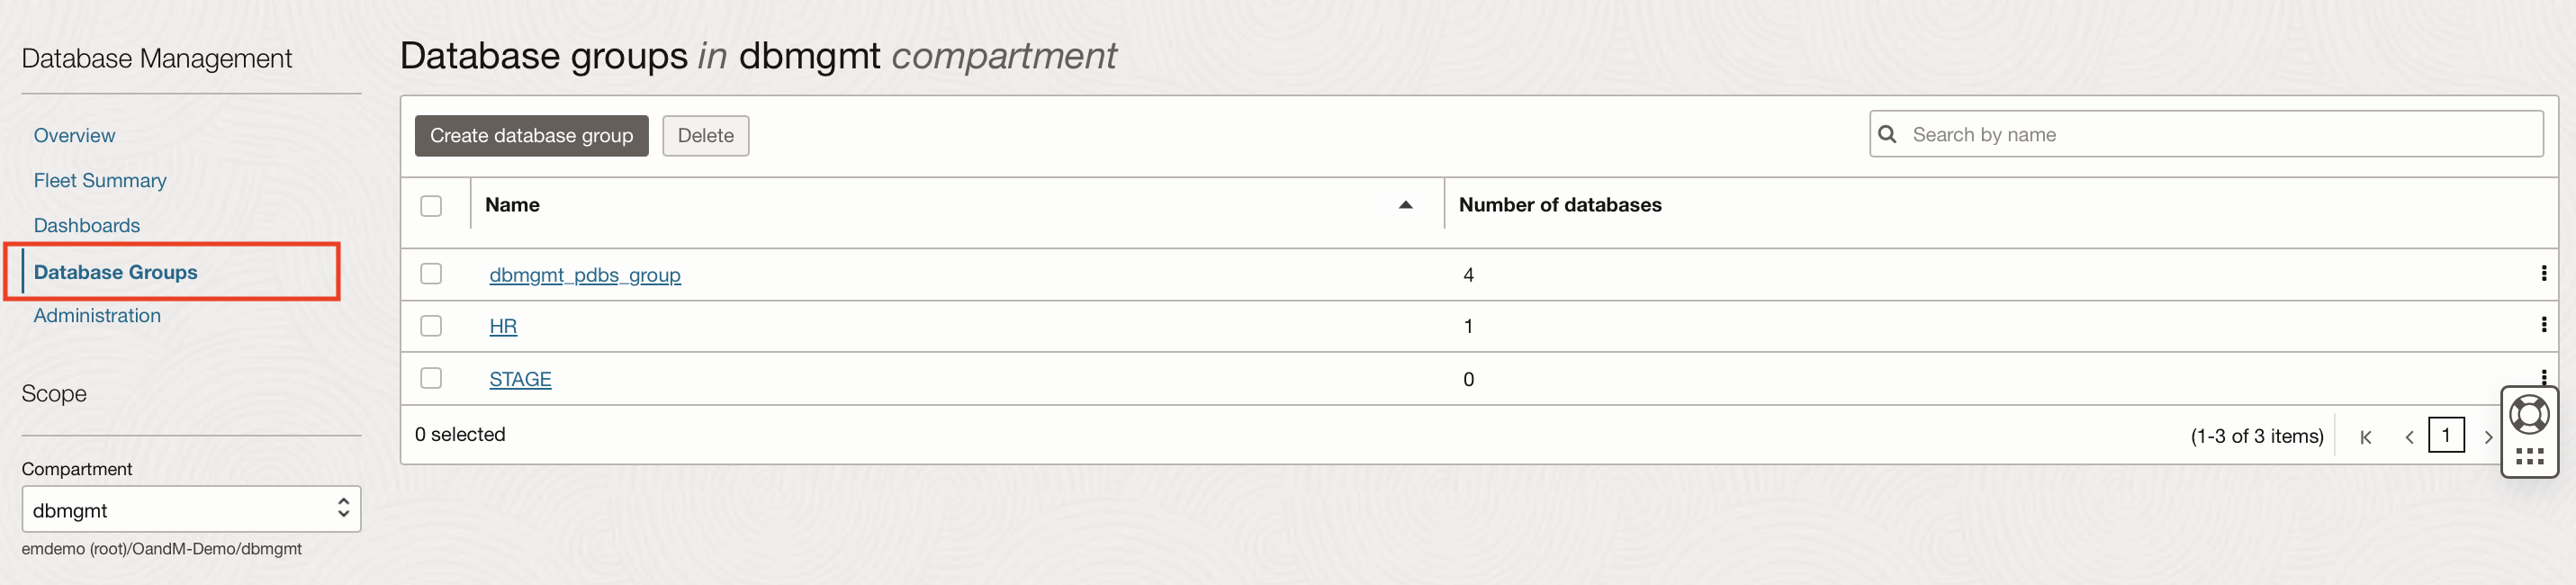 Database Management
Overview
Fleet Summary
Dashboards
Database Groups
Administration
Scope
Compartment
dbmgmt
emdemo (root)/OandM-Demo/dbmgmt
Database groups in dbmgmt compartment
Create database group Delete
Search by name
Name Number of databases
dbmgmt_pdbs_group 4
HR 1
STAGE 0
0 selected (1-3 of 3 items) 1